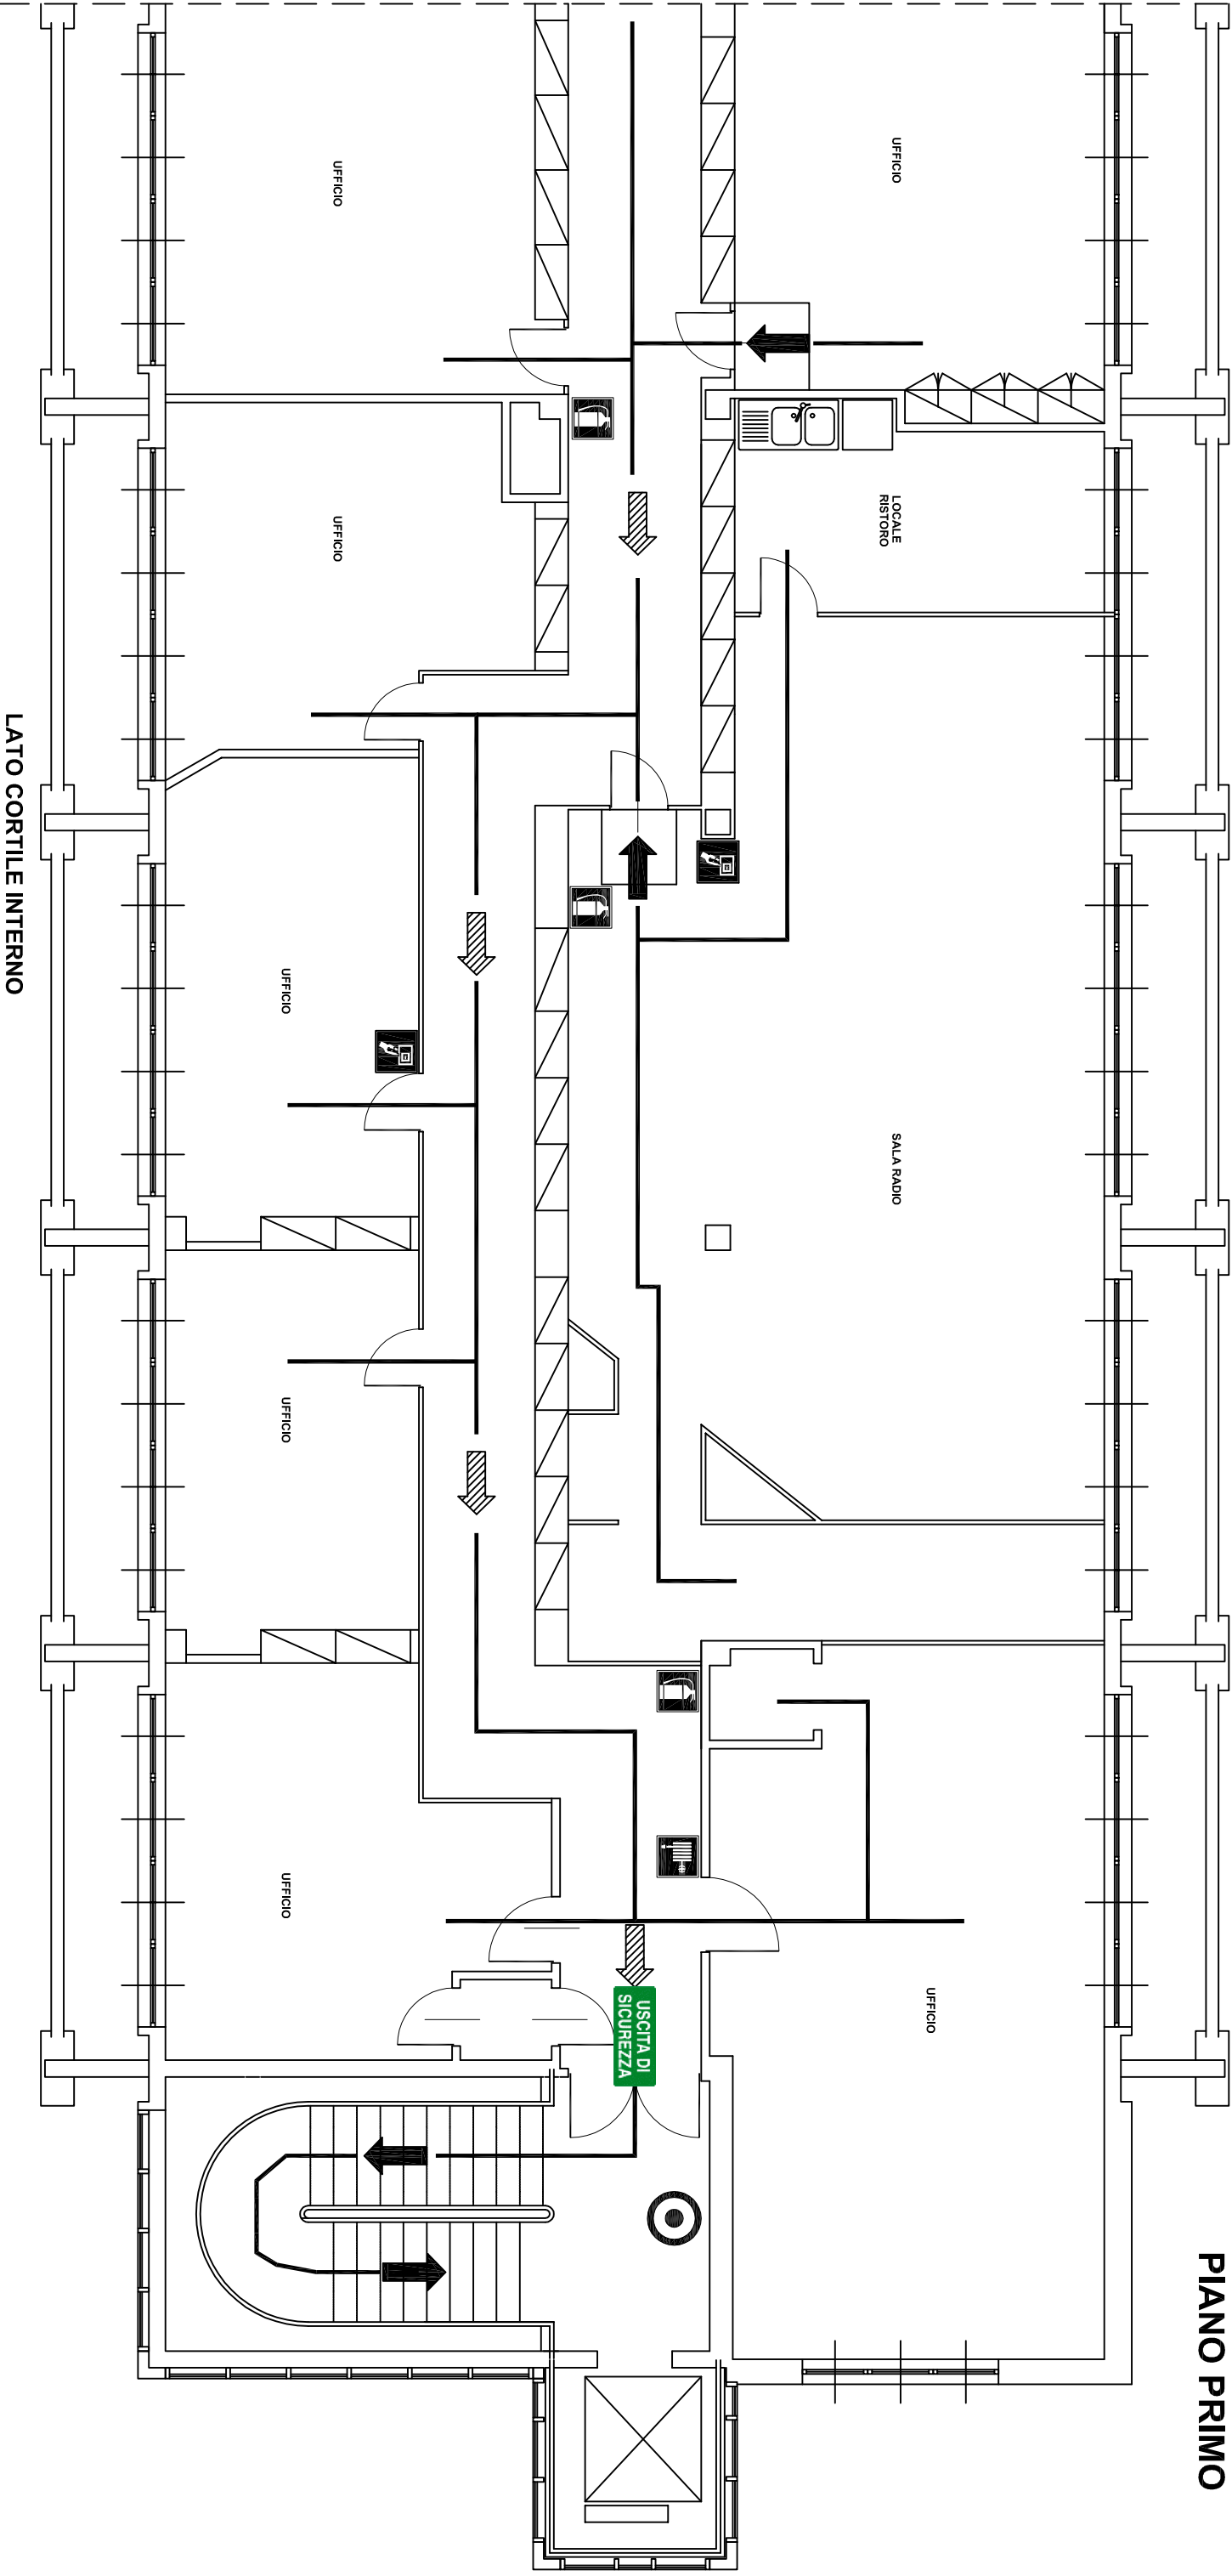 PIANO PRIMO
UFFICIO
LOCALE
RISTORO
SALA RADIO
UFFICIO
USCITA DI
SICUREZZA
UFFICIO
UFFICIO
UFFICIO
UFFICIO
UFFICIO
LATO CORTILE INTERNO